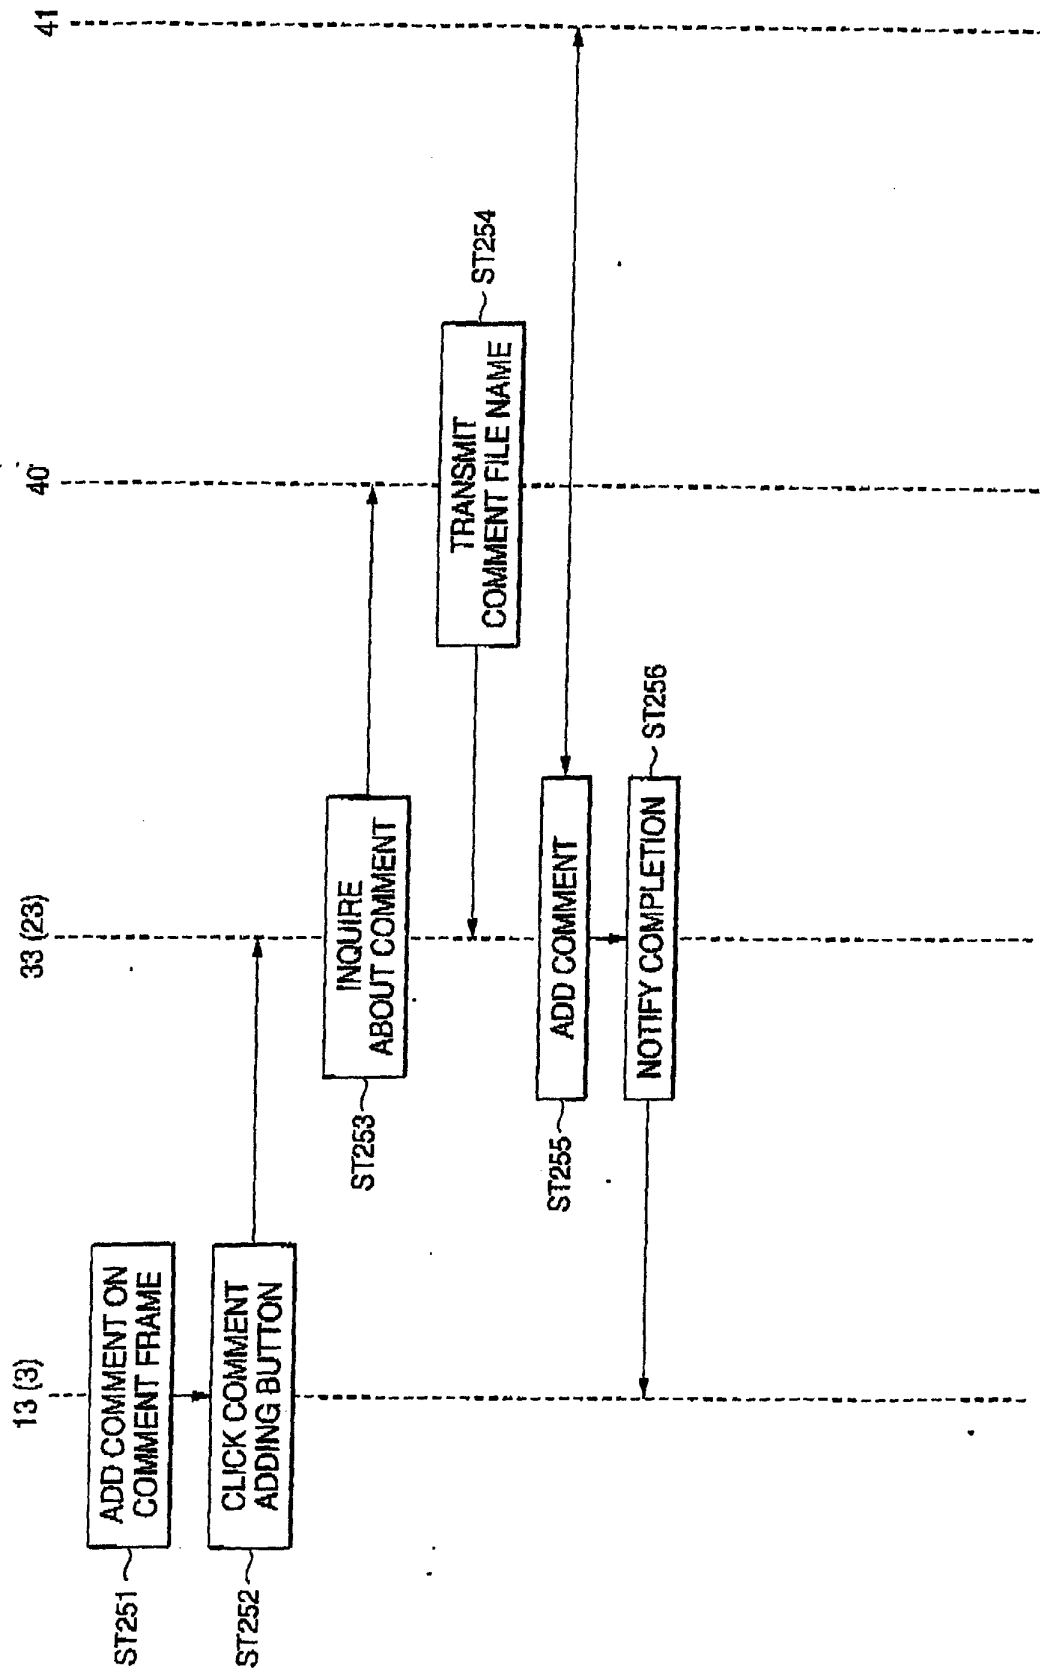 13 (3)
33 (23)
40
41
ST251
ADD COMMENT ON
COMMENT FRAME
ST252
CLICK COMMENT
ADDING BUTTON
ST253
INQUIRE
ABOUT COMMENT
TRANSMIT
COMMENT FILE NAME
ST254
ST255
ADD COMMENT
NOTIFY COMPLETION
ST256